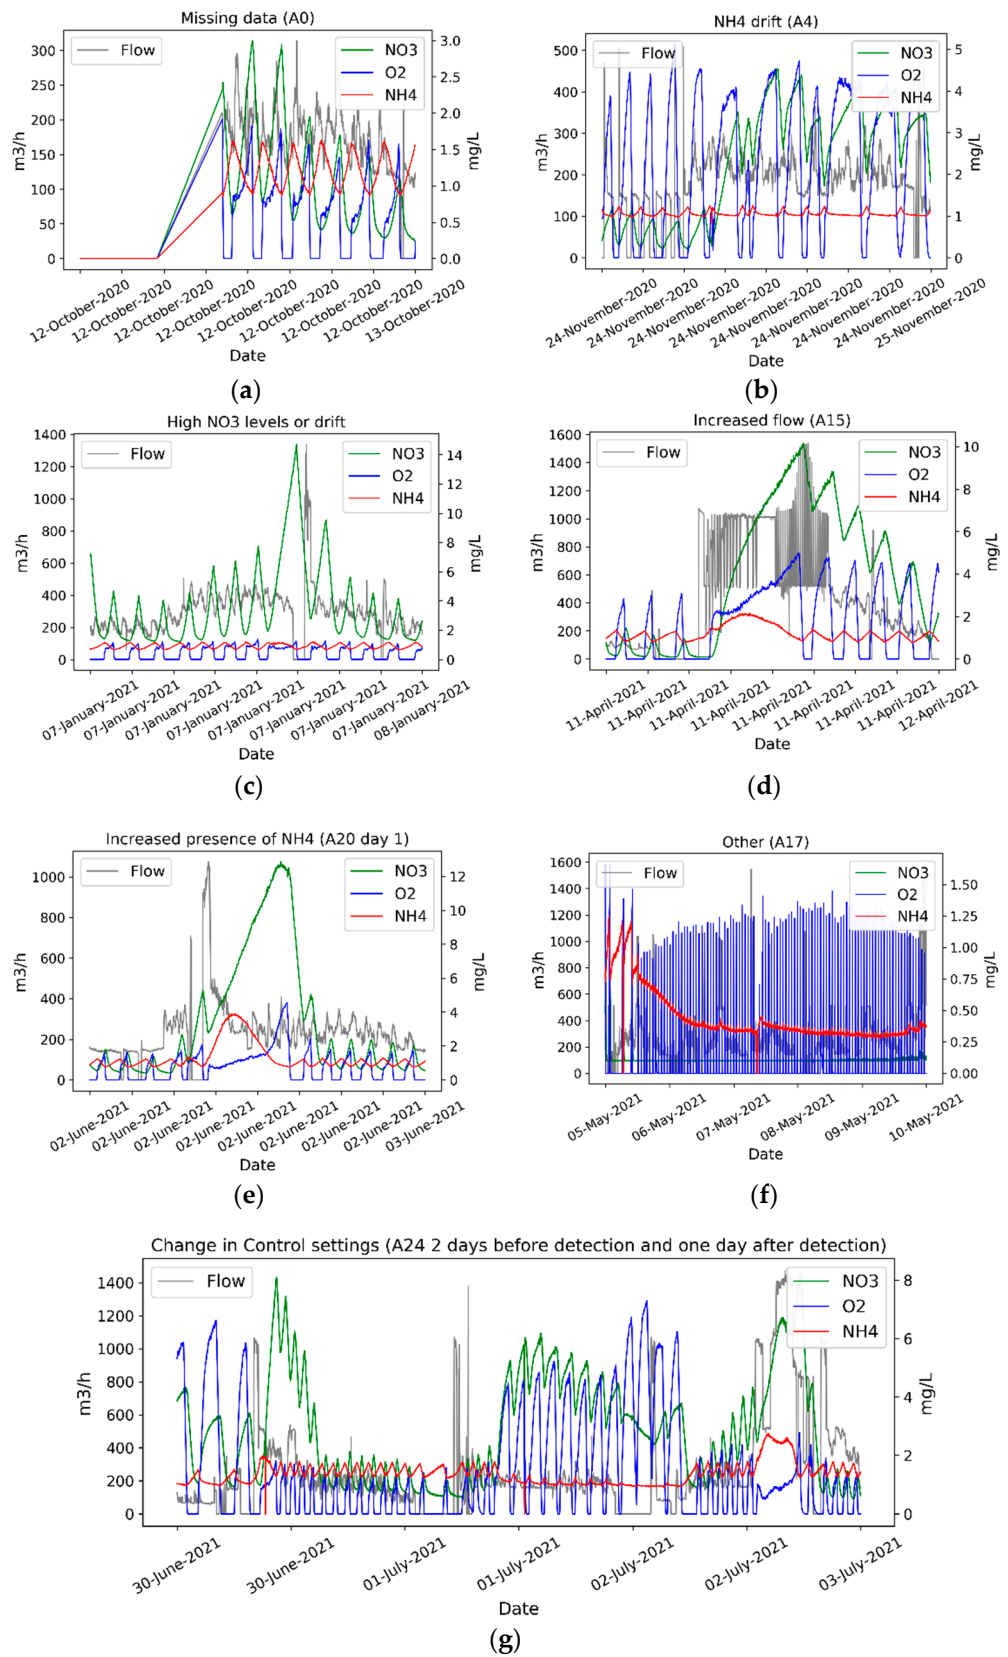 Missing data (A0)
Flow
NO3
O2
NH4
300
250
200
150
100
50
0
3.0
2.5
2.0
1.5
1.0
0.5
0.0
m3/h
mg/L
12-October-2020
12-October-2020
12-October-2020
12-October-2020
12-October-2020
12-October-2020
12-October-2020
12-October-2020
13-October-2020
Date
(a)
NH4 drift (A4)
Flow
NO3
O2
NH4
500
400
300
200
100
0
5
4
3
2
1
0
m3/h
mg/L
24-November-2020
24-November-2020
24-November-2020
24-November-2020
24-November-2020
24-November-2020
24-November-2020
24-November-2020
25-November-2020
Date
(b)
High NO3 levels or drift
Flow
NO3
O2
NH4
1400
1200
1000
800
600
400
200
0
14
12
10
8
6
4
2
0
m3/h
mg/L
07-January-2021
07-January-2021
07-January-2021
07-January-2021
07-January-2021
07-January-2021
07-January-2021
07-January-2021
08-January-2021
Date
(c)
Increased flow (A15)
Flow
NO3
O2
NH4
1600
1400
1200
1000
800
600
400
200
0
10
8
6
4
2
0
m3/h
mg/L
11-April-2021
11-April-2021
11-April-2021
11-April-2021
11-April-2021
11-April-2021
11-April-2021
11-April-2021
12-April-2021
Date
(d)
Increased presence of NH4 (A20 day 1)
Flow
NO3
O2
NH4
1000
800
600
400
200
0
12
10
8
6
4
2
0
m3/h
mg/L
02-June-2021
02-June-2021
02-June-2021
02-June-2021
02-June-2021
02-June-2021
02-June-2021
02-June-2021
03-June-2021
Date
(e)
Other (A17)
Flow
NO3
O2
NH4
1600
1400
1200
1000
800
600
400
200
0
1.50
1.25
1.00
0.75
0.50
0.25
0.00
m3/h
mg/L
05-May-2021
06-May-2021
07-May-2021
08-May-2021
09-May-2021
10-May-2021
Date
(f)
Change in Control settings (A24 2 days before detection and one day after detection)
Flow
NO3
O2
NH4
1400
1200
1000
800
600
400
200
0
8
6
4
2
0
m3/h
mg/L
30-June-2021
30-June-2021
01-July-2021
01-July-2021
02-July-2021
02-July-2021
03-July-2021
Date
(g)